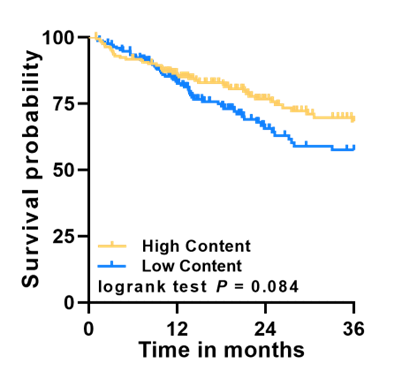 Survival probability
100
75
50
25
0
High Content
Low Content
logrank test P = 0.084
0 12 24 36
Time in months